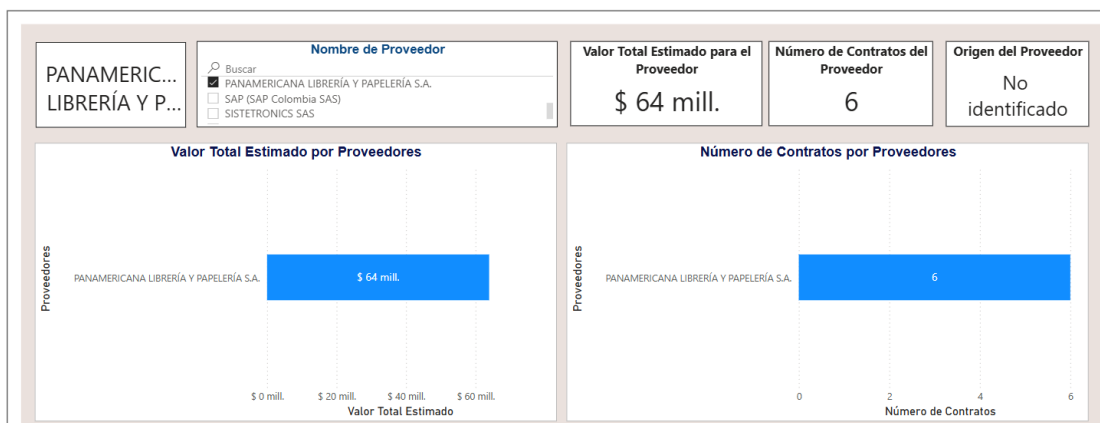 PANAMERIC...
LIBRERÍA Y P...
Nombre de Proveedor
Buscar
PANAMERICANA LIBRERÍA Y PAPELERÍA S.A.
SAP (SAP Colombia SAS)
SISTETRONICS SAS
Valor Total Estimado para el
Proveedor
$ 64 mill.
Número de Contratos del
Proveedor
6
Origen del Proveedor
No
identificado
Valor Total Estimado por Proveedores
Proveedores
PANAMERICANA LIBRERÍA Y PAPELERÍA S.A.
$ 64 mill.
$ 0 mill. $ 20 mill. $ 40 mill. $ 60 mill.
Valor Total Estimado
Número de Contratos por Proveedores
Proveedores
PANAMERICANA LIBRERÍA Y PAPELERÍA S.A.
6
0 2 4 6
Número de Contratos